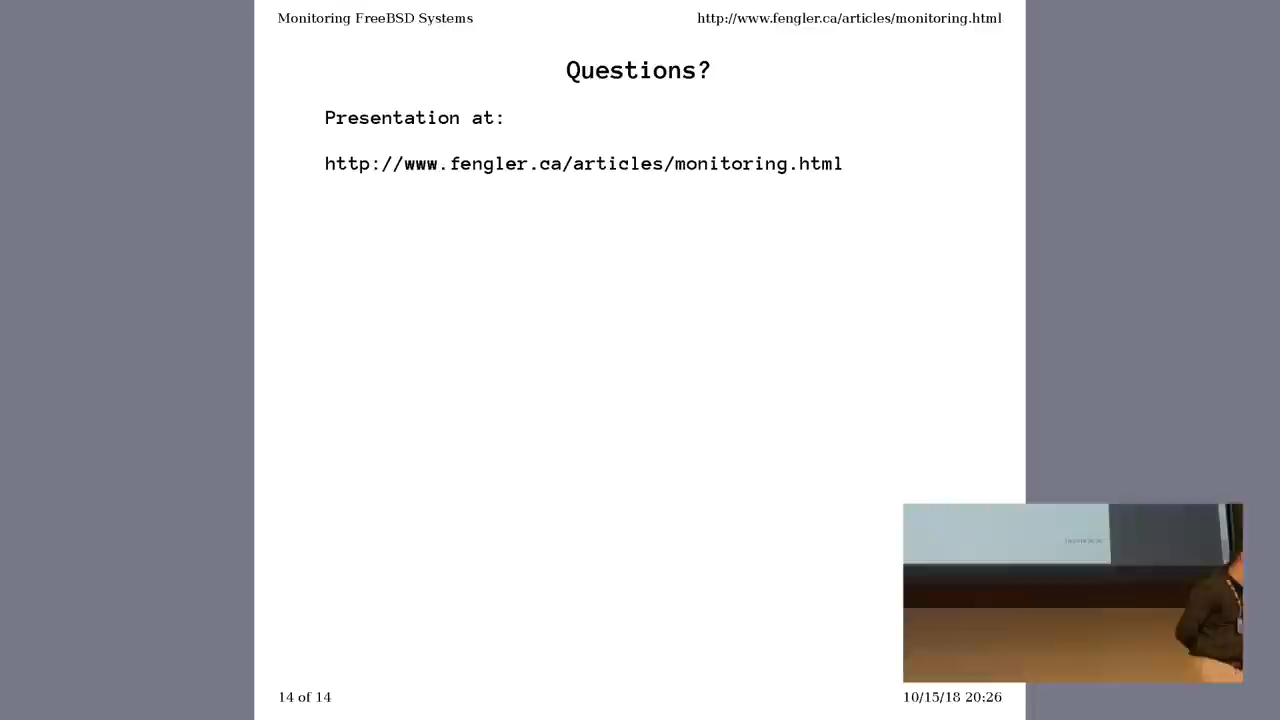 Monitoring FreeBSD Systems
http://www.fengler.ca/articles/monitoring.html
Questions?
Presentation at:
http://www.fengler.ca/articles/monitoring.html
14 of 14
10/15/18 20:26